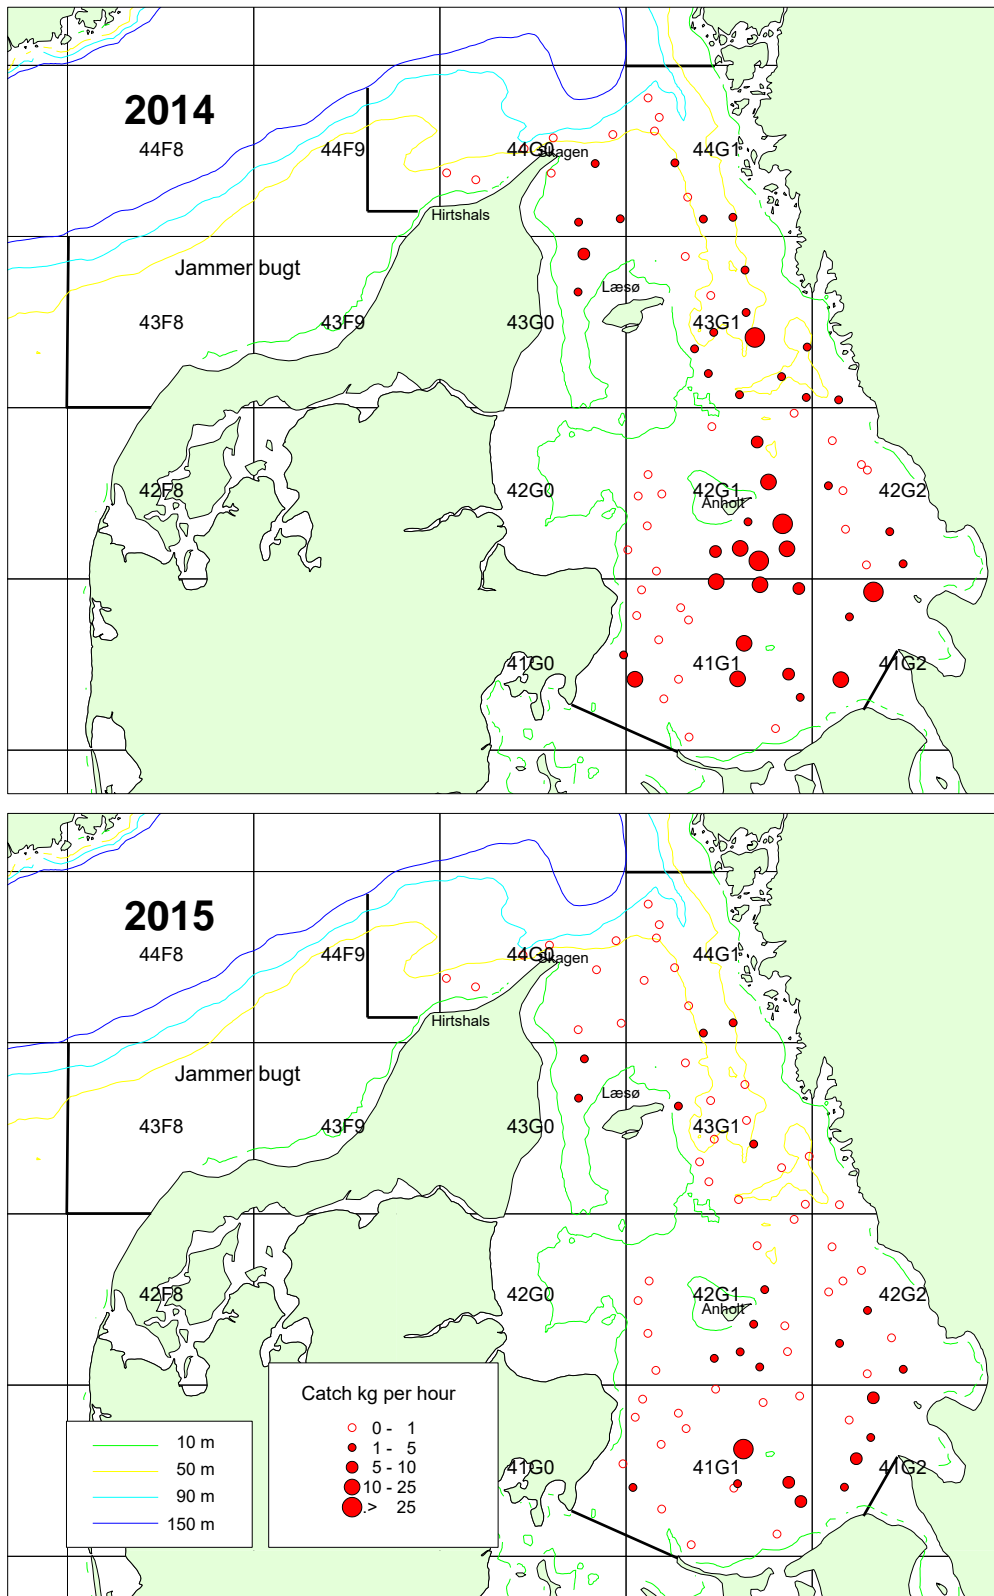 2014
44F8
44F9
44G0
Skagen
44G1
Hirtshals
Jammer bugt
Læsø
43F8
43F9
43G0
43G1
42F8
42G0
42G1
Anholt
42G2
41G0
41G1
41G2
2015
44F8
44F9
44G0
Skagen
44G1
Hirtshals
Jammer bugt
Læsø
43F8
43F9
43G0
43G1
42F8
42G0
42G1
Anholt
42G2
Catch kg per hour
0 - 1
1 - 5
5 - 10
10 - 25
.> 25
10 m
50 m
90 m
150 m
41G0
41G1
41G2